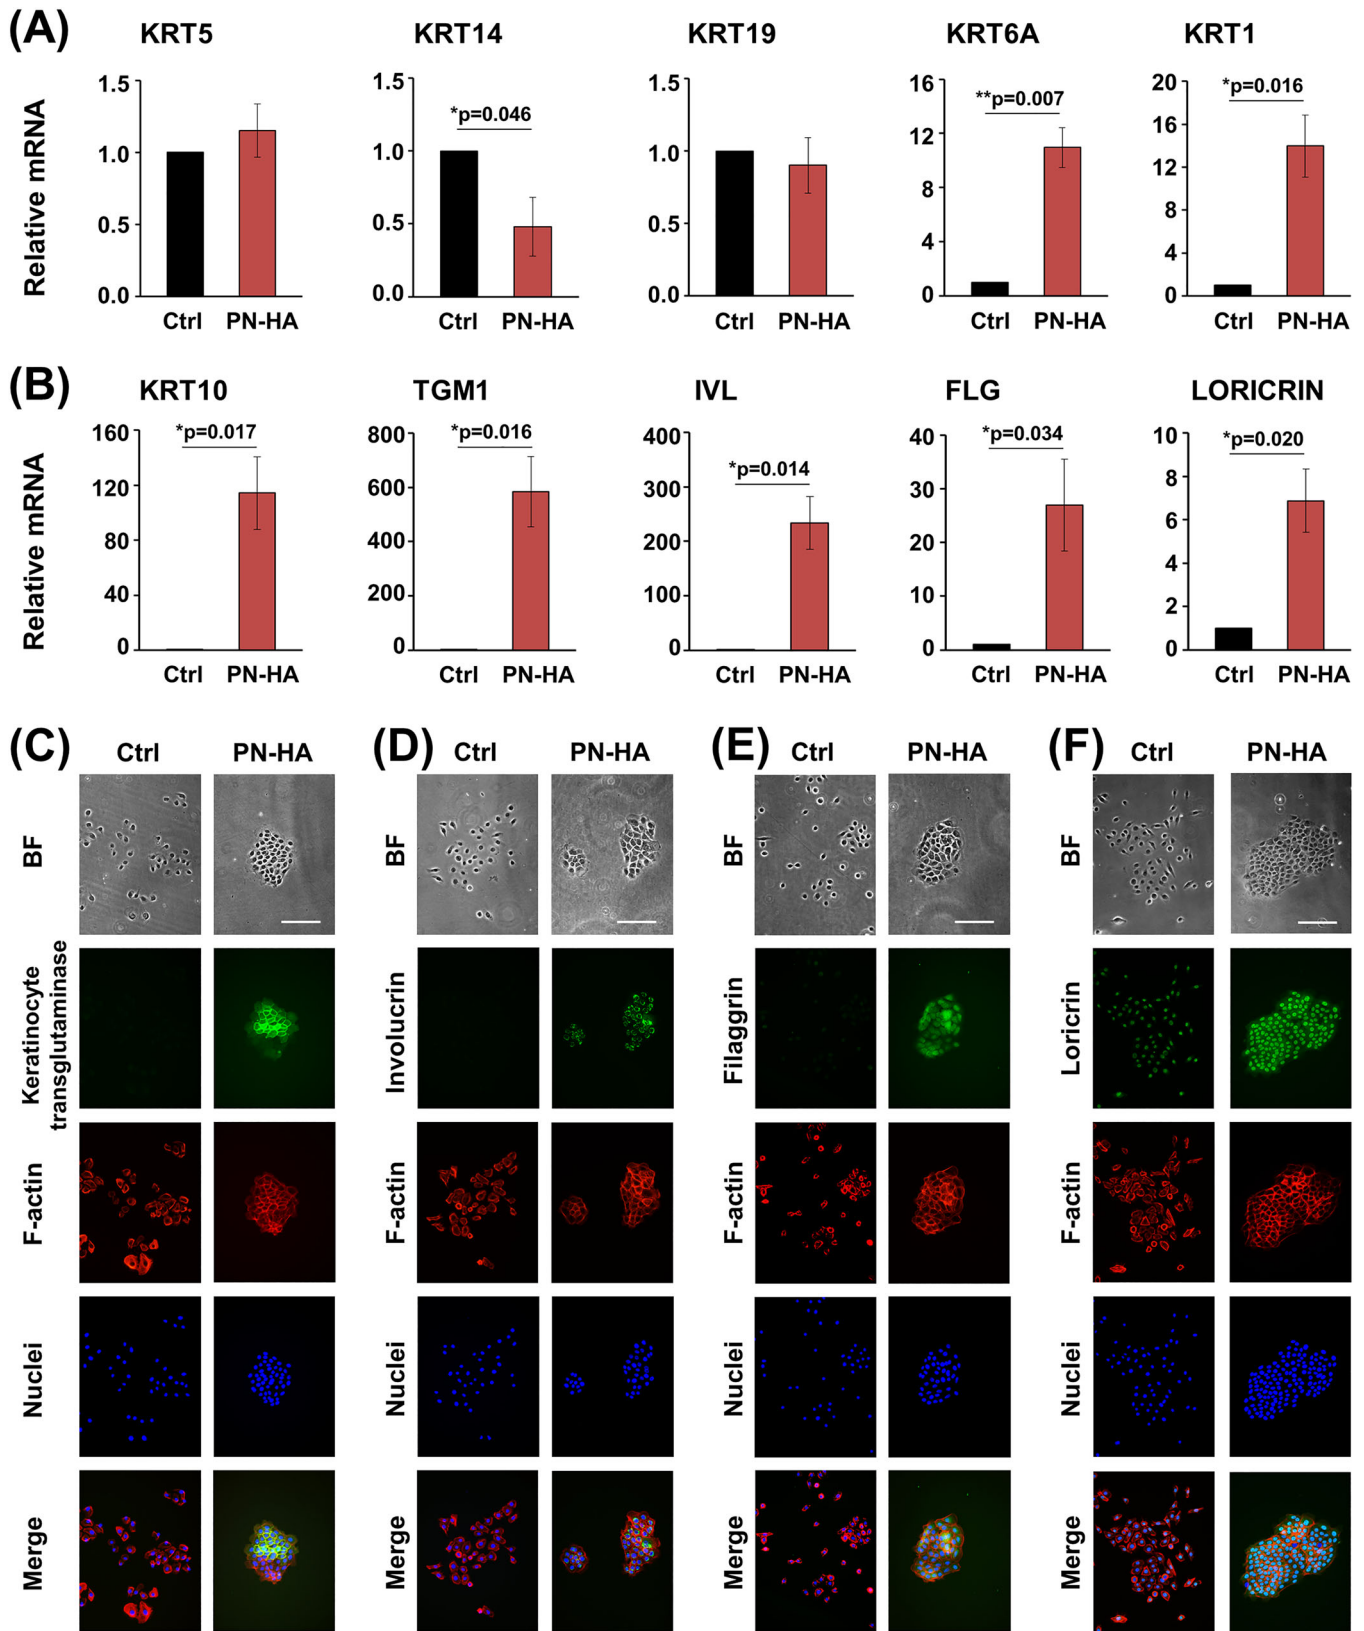 (A) KRT5 KRT14 KRT19 KRT6A KRT1
Relative mRNA
1.5
1.0
0.5
0.0
Ctrl PN-HA
1.5
1.0
0.5
0.0
*p=0.046
Ctrl PN-HA
1.5
1.0
0.5
0.0
Ctrl PN-HA
16
12
8
4
0
**p=0.007
Ctrl PN-HA
20
16
12
8
4
0
*p=0.016
Ctrl PN-HA
(B) KRT10 TGM1 IVL FLG LORICRIN
Relative mRNA
160
120
80
40
0
*p=0.017
Ctrl PN-HA
800
600
400
200
0
*p=0.016
Ctrl PN-HA
400
300
200
100
0
*p=0.014
Ctrl PN-HA
40
30
20
10
0
*p=0.034
Ctrl PN-HA
10
8
6
4
2
0
*p=0.020
Ctrl PN-HA
(C) Ctrl PN-HA
BF
Keratinocyte
transglutaminase
F-actin
Nuclei
Merge
(D) Ctrl PN-HA
BF
Involucrin
F-actin
Nuclei
Merge
(E) Ctrl PN-HA
BF
Filaggrin
F-actin
Nuclei
Merge
(F) Ctrl PN-HA
BF
Loricrin
F-actin
Nuclei
Merge